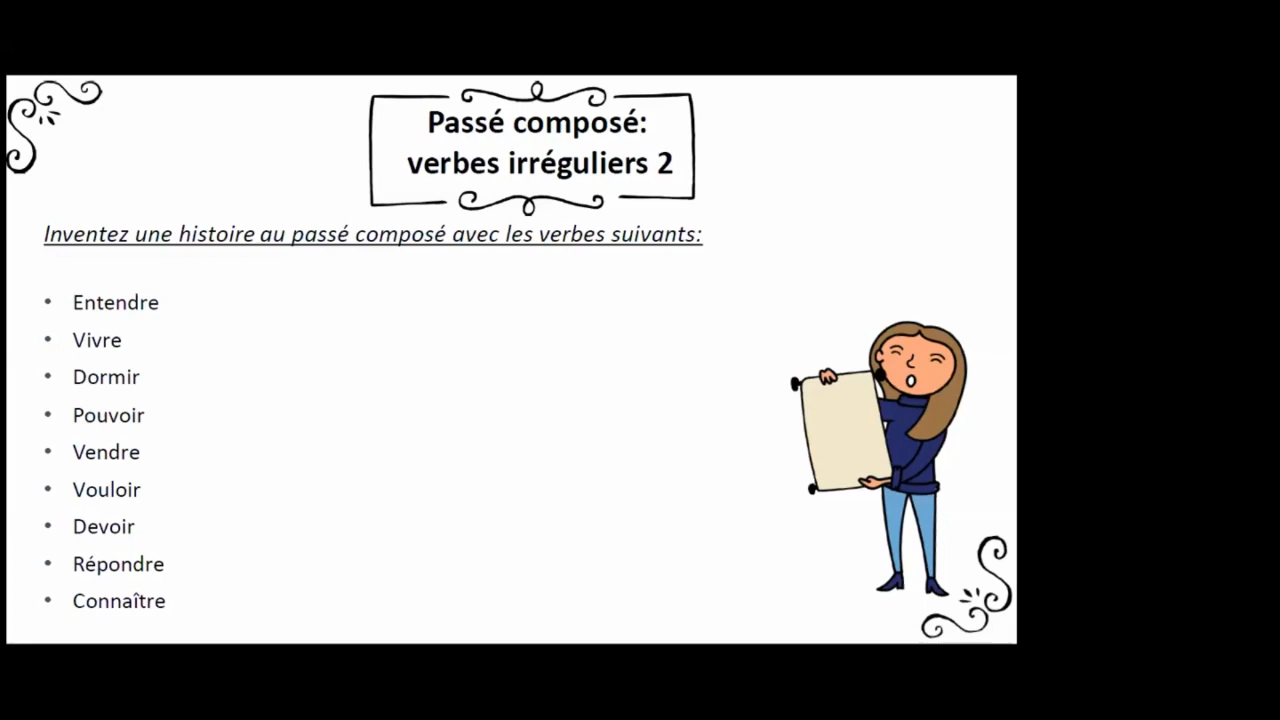 Passé composé:
verbes irréguliers 2
Inventez une histoire au passé composé avec les verbes suivants:
• Entendre
• Vivre
• Dormir
• Pouvoir
• Vendre
• Vouloir
• Devoir
• Répondre
• Connaître